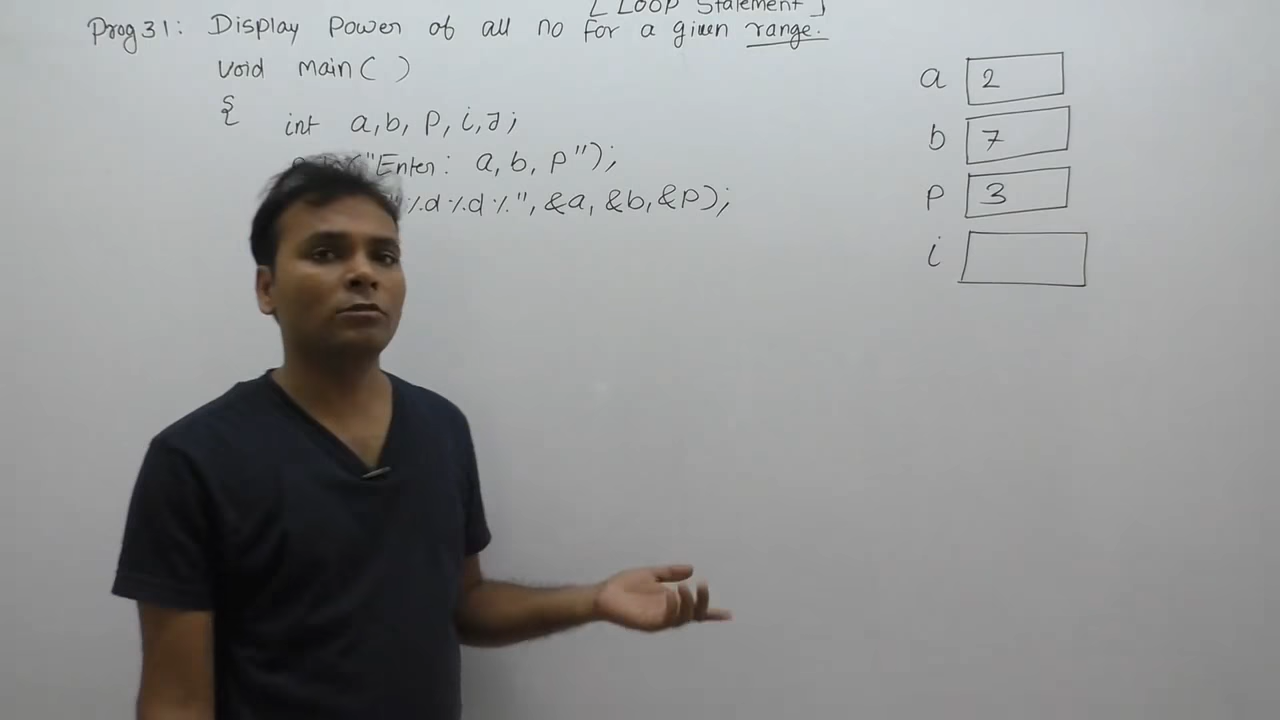 [ Loop Statement ]
Prog 31: Display Power of all no for a given range.
void main( )
{
int a,b, P, i,J;
"Enter: a, b, P");
"%d %d %", &a, &b, &P);
a 2
b 7
P 3
i